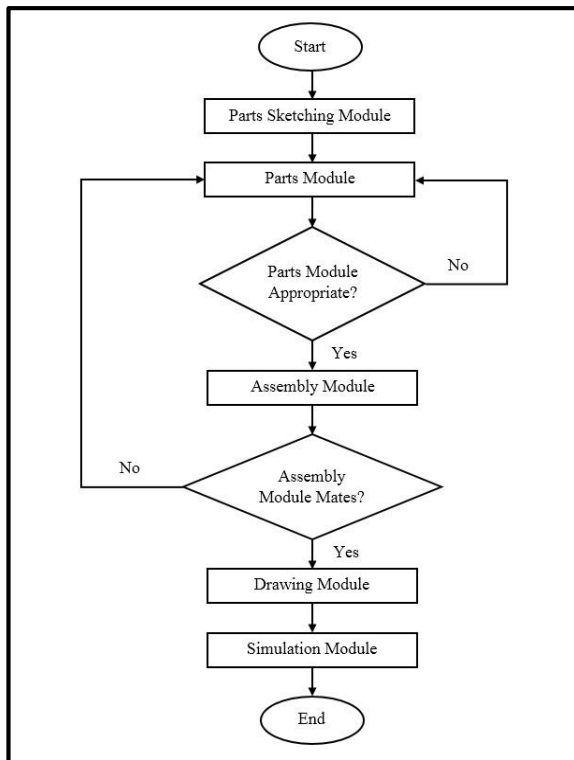 Start
Parts Sketching Module
Parts Module
Parts Module
Appropriate?
No
Yes
Assembly Module
No
Assembly
Module Mates?
Yes
Drawing Module
Simulation Module
End